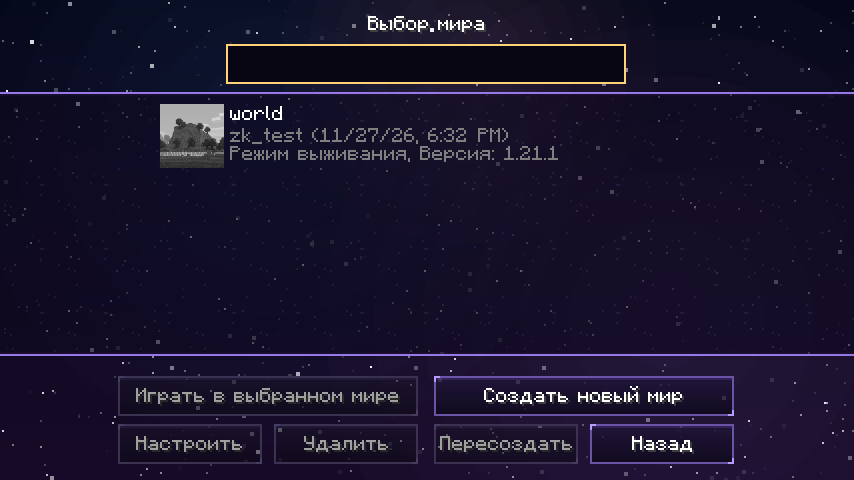 Выбор мира
world
zk_test (11/27/26, 6:32 PM)
Режим выживания, Версия: 1.21.1
Играть в выбранном мире
Создать новый мир
Настроить
Удалить
Пересоздать
Назад